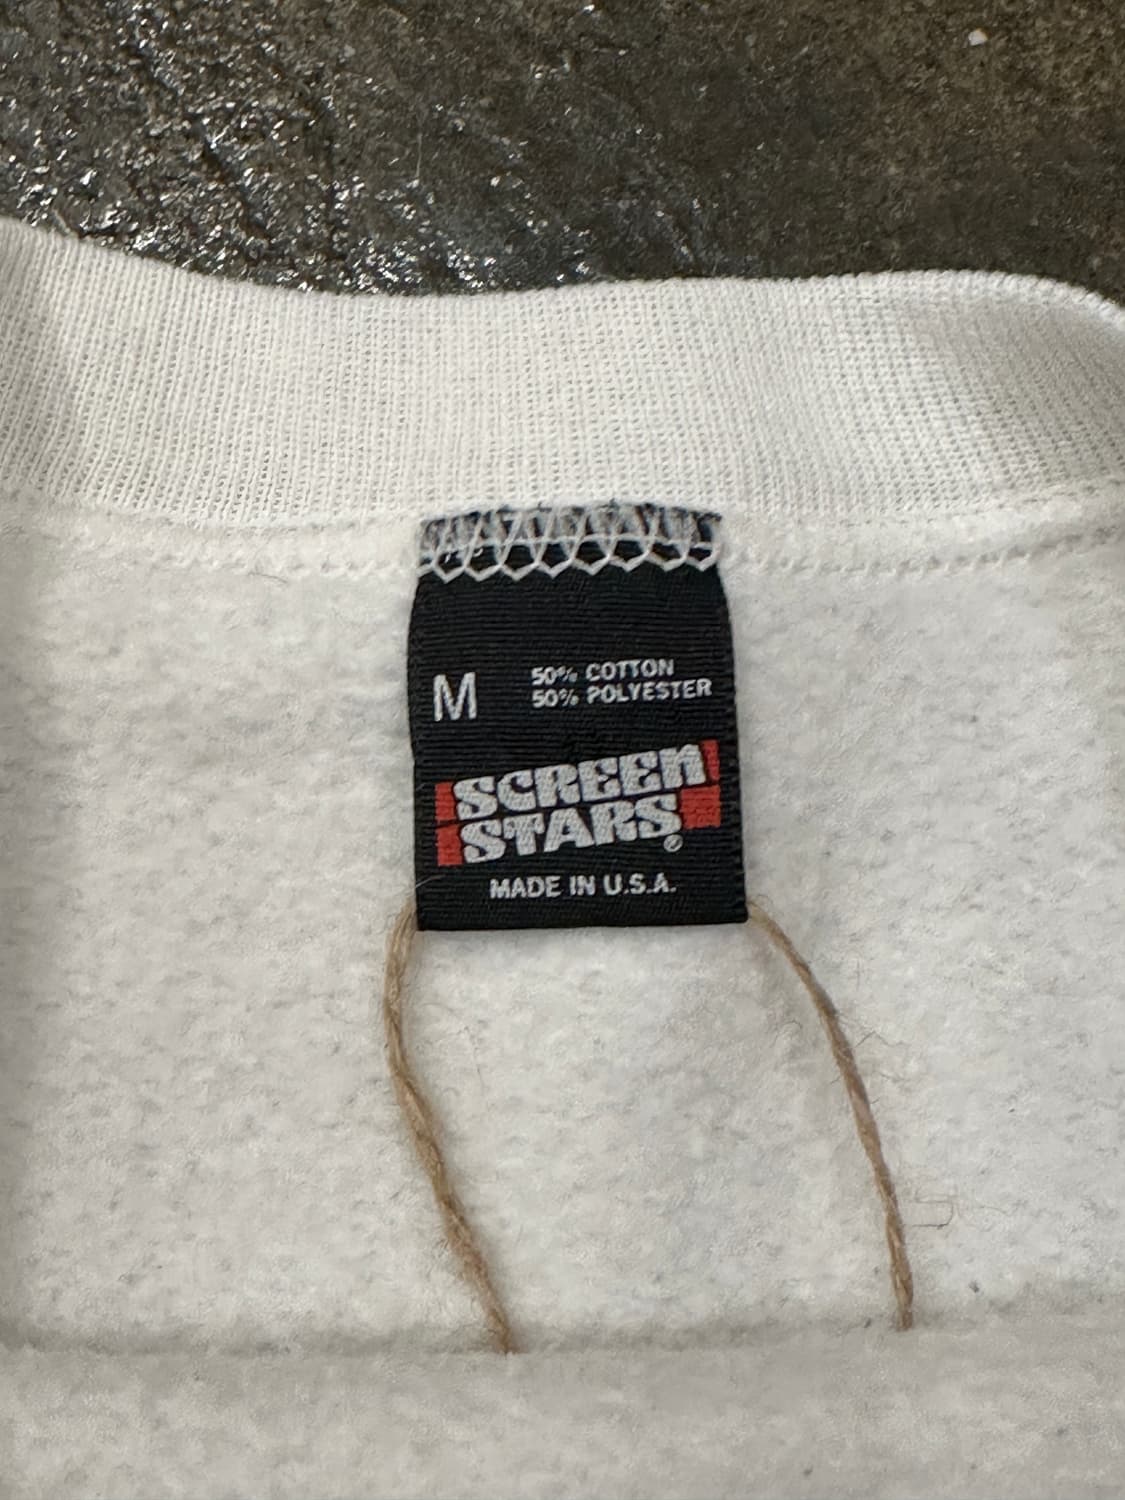 M
50% COTTON
50% POLYESTER
SCREEN
STARS®
MADE IN U.S.A.